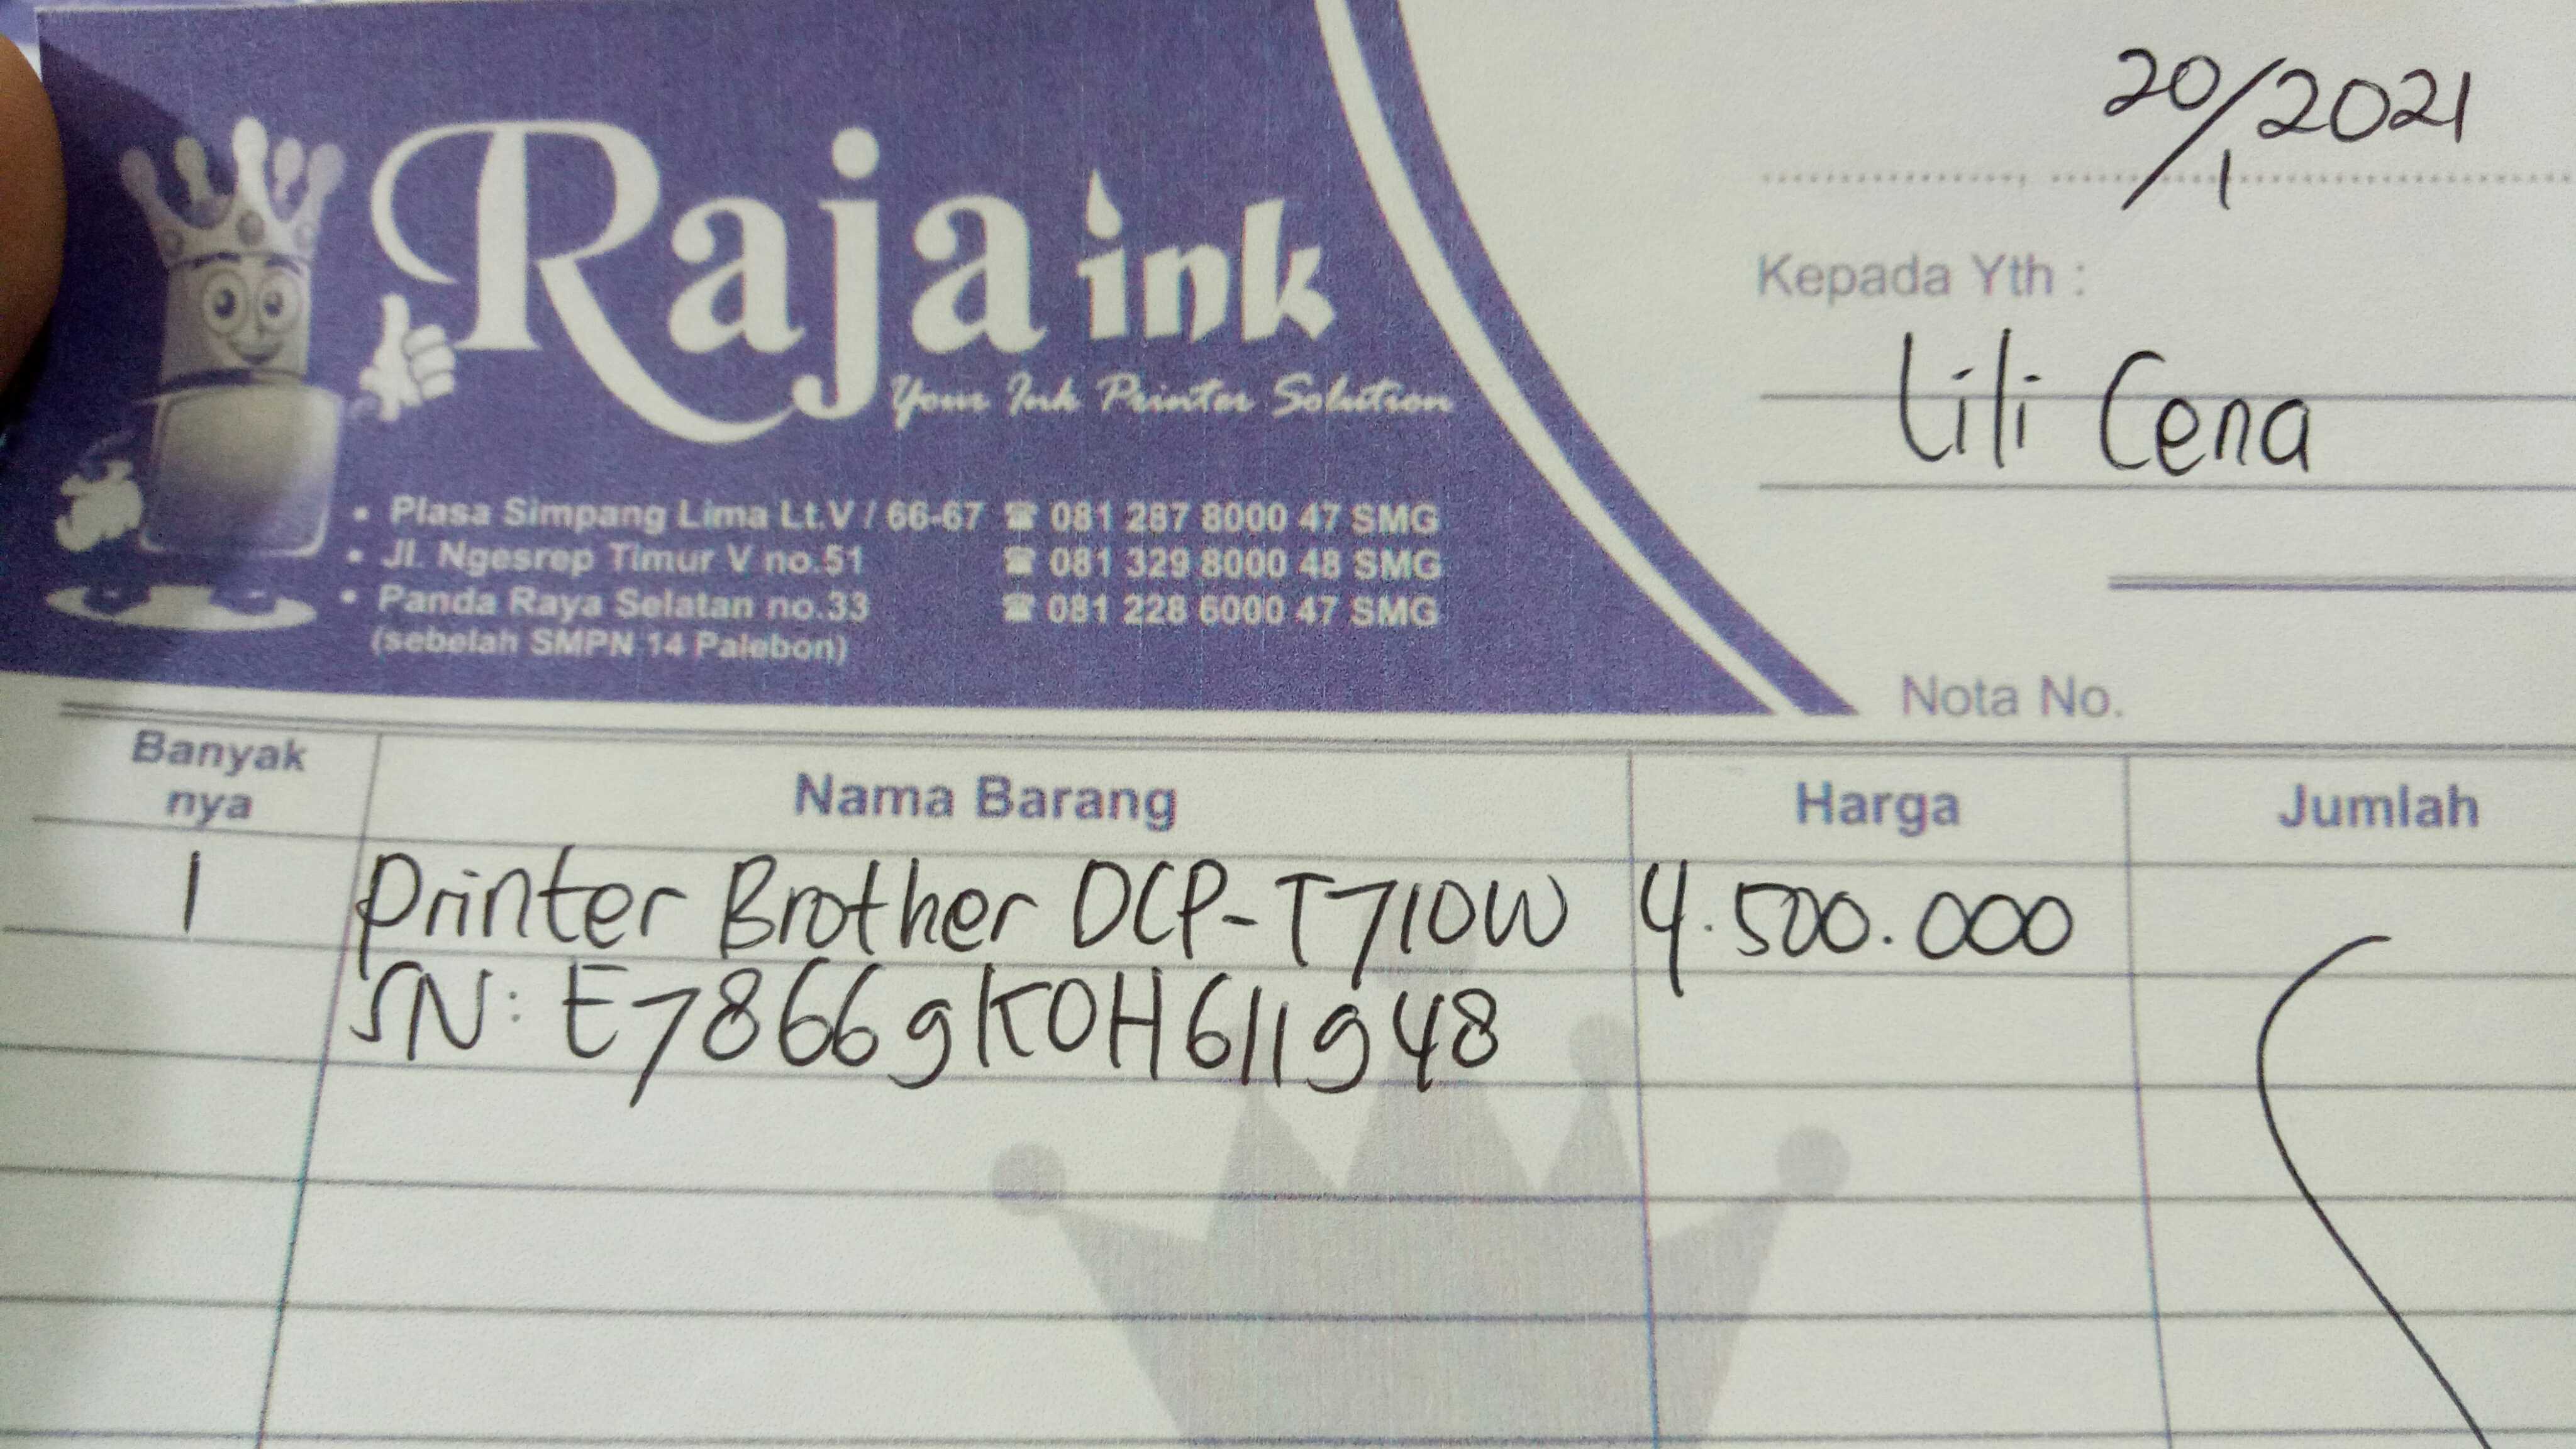 Raja ink
Your Ink Printer Solution
• Plasa Simpang Lima Lt.V / 66-67 ☎ 081 287 8000 47 SMG
• Jl. Ngesrep Timur V no.51 ☎ 081 329 8000 48 SMG
• Panda Raya Selatan no.33 ☎ 081 228 6000 47 SMG
(sebelah SMPN 14 Palebon)
20/1 2021
Kepada Yth :
Lili Cena
Nota No.
Banyak nya Nama Barang Harga Jumlah
1 Printer Brother DCP-T710W 4.500.000
SN: E78669K0H611948